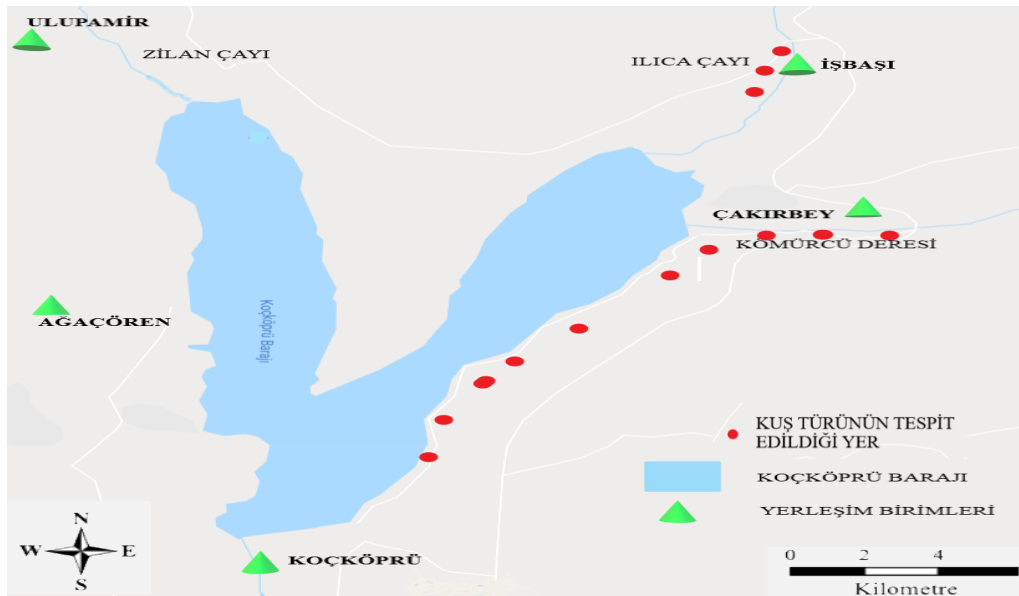 ULUPAMİR
ZİLAN ÇAYI
ILICA ÇAYI
İŞBAŞI
ÇAKIRBEY
KÖMÜRCÜ DERESİ
Koçköprü Barajı
AĞAÇÖREN
KUŞ TÜRÜNÜN TESPİT
EDİLDİĞİ YER
KOÇKÖPRÜ BARAJI
YERLEŞİM BİRİMLERİ
KOÇKÖPRÜ
N
W E
S
0 2 4
Kilometre